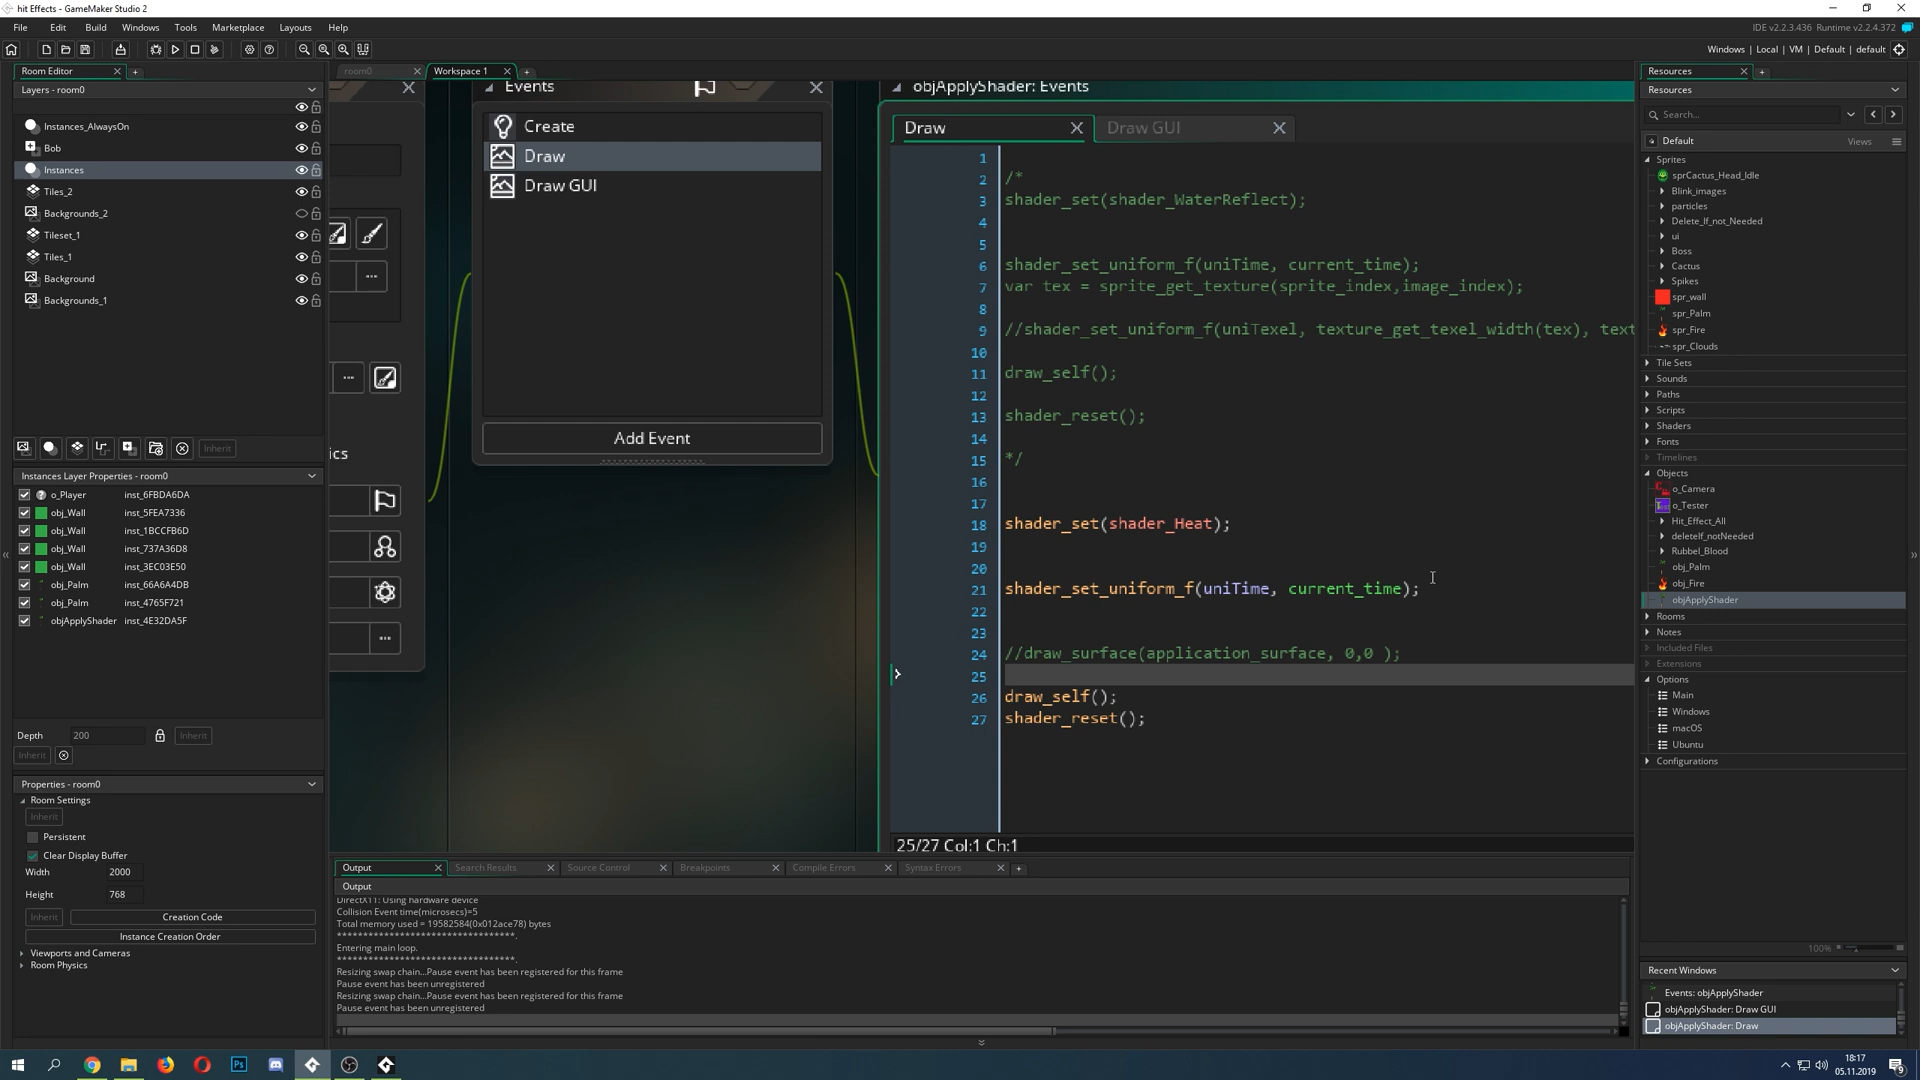 hit Effects - GameMaker Studio 2
File Edit Build Windows Tools Marketplace Layouts Help
IDE v2.2.3.436 Runtime v2.2.4.372
Windows | Local | VM | Default | default
Room Editor
Layers - room0
Instances_AlwaysOn
Bob
Instances
Tiles_2
Backgrounds_2
Tileset_1
Tiles_1
Background
Backgrounds_1
Inherit
Instances Layer Properties - room0
o_Player inst_6FBDA6DA
obj_Wall inst_5FEA7336
obj_Wall inst_1BCCFB6D
obj_Wall inst_737A36D8
obj_Wall inst_3EC03E50
obj_Palm inst_66A6A4DB
obj_Palm inst_4765F721
objApplyShader inst_4E32DA5F
Depth 200 Inherit
Inherit
Properties - room0
Room Settings
Inherit
Persistent
Clear Display Buffer
Width 2000
Height 768
Inherit Creation Code
Instance Creation Order
Viewports and Cameras
Room Physics
room0
Workspace 1
ics
Events
Create
Draw
Draw GUI
Add Event
objApplyShader: Events
Draw
Draw GUI
1
2 /*
3 shader_set(shader_WaterReflect);
4
5
6 shader_set_uniform_f(uniTime, current_time);
7 var tex = sprite_get_texture(sprite_index,image_index);
8
9 //shader_set_uniform_f(uniTexel, texture_get_texel_width(tex), text
10
11 draw_self();
12
13 shader_reset();
14
15 */
16
17
18 shader_set(shader_Heat);
19
20
21 shader_set_uniform_f(uniTime, current_time);
22
23
24 //draw_surface(application_surface, 0,0 );
25
26 draw_self();
27 shader_reset();
25/27 Col:1 Ch:1
Output Search Results Source Control Breakpoints Compile Errors Syntax Errors
Output
DirectX11: Using hardware device
Collision Event time(microsecs)=5
Total memory used = 19582584(0x012ace78) bytes
**********************************.
Entering main loop.
**********************************.
Resizing swap chain...Pause event has been registered for this frame
Pause event has been unregistered
Resizing swap chain...Pause event has been registered for this frame
Pause event has been unregistered
Resources
Resources
Search...
Default Views
Sprites
sprCactus_Head_Idle
Blink_images
particles
Delete_If_not_Needed
ui
Boss
Cactus
Spikes
spr_wall
spr_Palm
spr_Fire
spr_Clouds
Tile Sets
Sounds
Paths
Scripts
Shaders
Fonts
Timelines
Objects
o_Camera
o_Tester
Hit_Effect_All
deleteIf_notNeeded
Rubbel_Blood
obj_Palm
obj_Fire
objApplyShader
Rooms
Notes
Included Files
Extensions
Options
Main
Windows
macOS
Ubuntu
Configurations
100%
Recent Windows
Events: objApplyShader
objApplyShader: Draw GUI
objApplyShader: Draw
Ps
18:17
05.11.2019